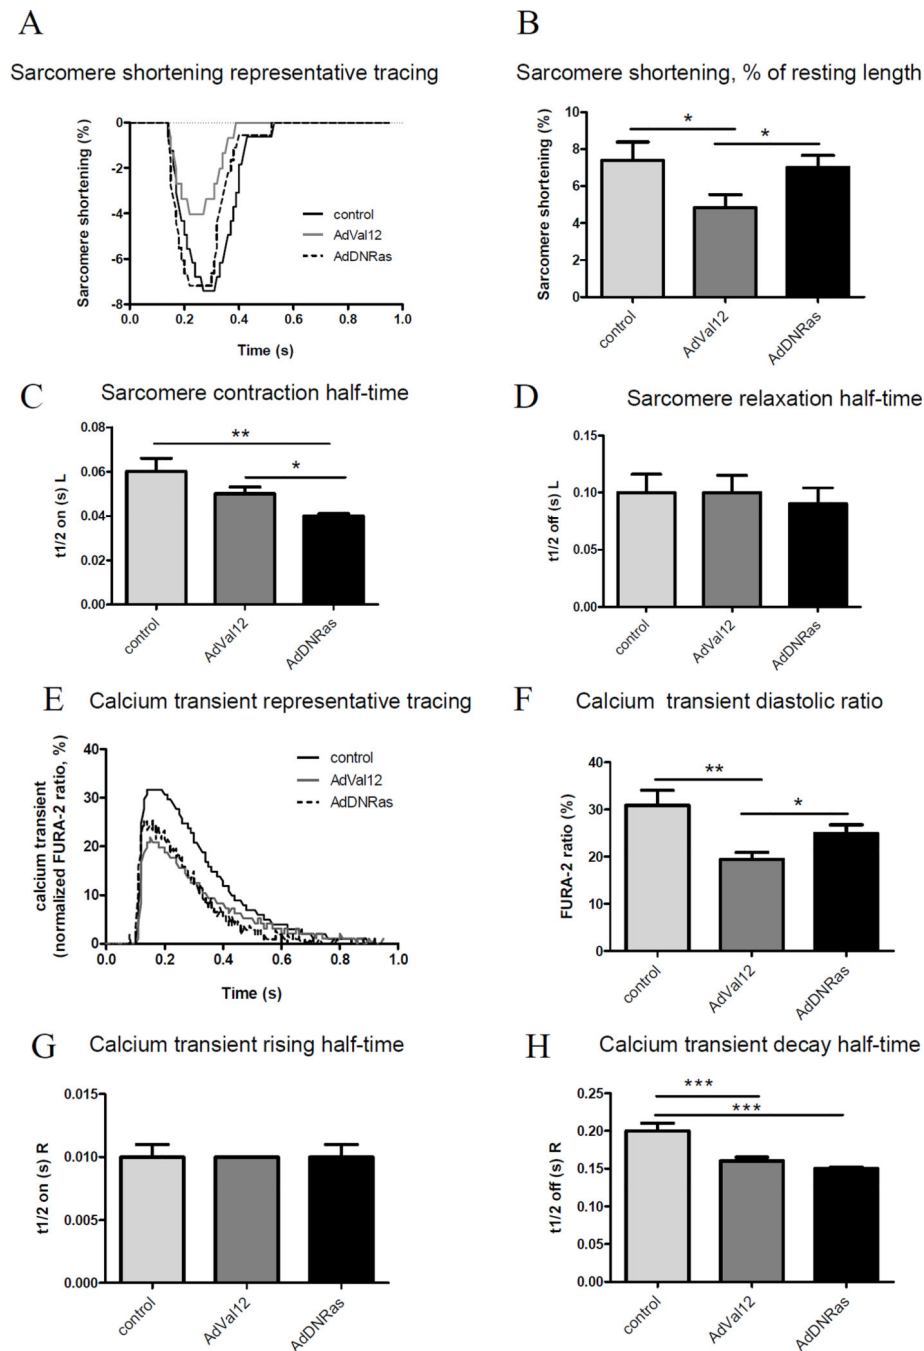 A
Sarcomere shortening representative tracing
Sarcomere shortening (%)
0
-2
-4
-6
-8
0.0 0.2 0.4 0.6 0.8 1.0
Time (s)
control
AdVal12
AdDNRas
B
Sarcomere shortening, % of resting length
Sarcomere shortening (%)
10
8
6
4
2
0
*
*
control
AdVal12
AdDNRas
C
Sarcomere contraction half-time
t1/2 on (s) L
0.08
0.06
0.04
0.02
0.00
**
*
control
AdVal12
AdDNRas
D
Sarcomere relaxation half-time
t1/2 off (s) L
0.15
0.10
0.05
0.00
control
AdVal12
AdDNRas
E
Calcium transient representative tracing
calcium transient
(normalized FURA-2 ratio, %)
40
30
20
10
0
0.0 0.2 0.4 0.6 0.8 1.0
Time (s)
control
AdVal12
AdDNRas
F
Calcium transient diastolic ratio
FURA-2 ratio (%)
40
30
20
10
0
**
*
control
AdVal12
AdDNRas
G
Calcium transient rising half-time
t1/2 on (s) R
0.015
0.010
0.005
0.000
control
AdVal12
AdDNRas
H
Calcium transient decay half-time
t1/2 off (s) R
0.25
0.20
0.15
0.10
0.05
0.00
***
***
control
AdVal12
AdDNRas